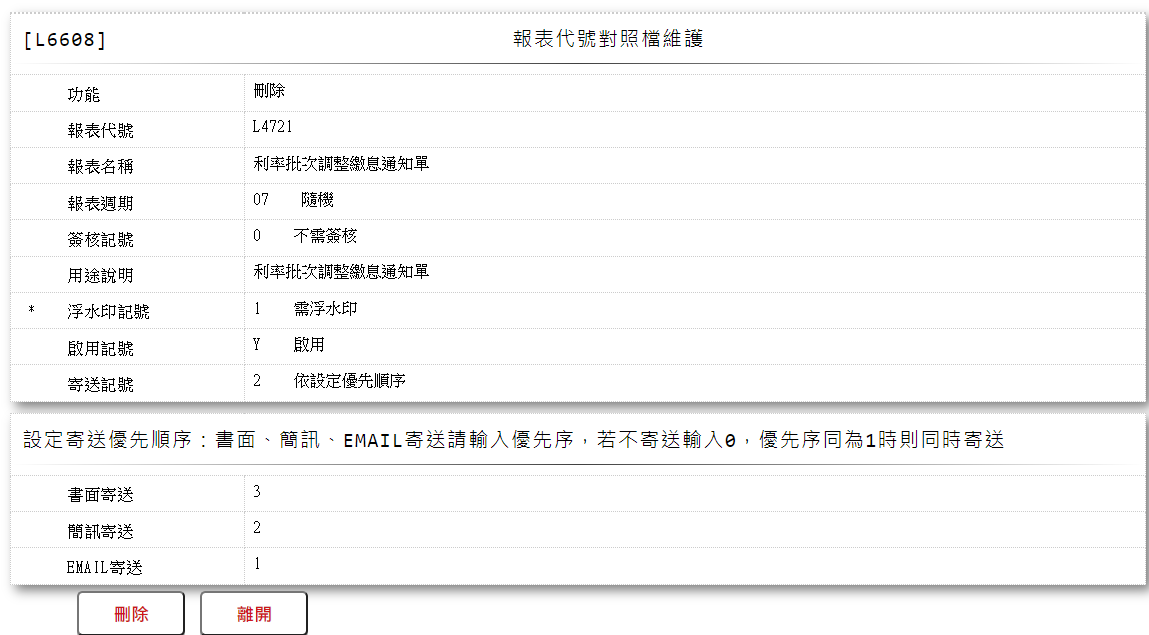 [L6608] 報表代號對照檔維護
功能 刪除
報表代號 L4721
報表名稱 利率批次調整繳息通知單
報表週期 07 隨機
簽核記號 0 不需簽核
用途說明 利率批次調整繳息通知單
* 浮水印記號 1 需浮水印
啟用記號 Y 啟用
寄送記號 2 依設定優先順序
設定寄送優先順序：書面、簡訊、EMAIL寄送請輸入優先序，若不寄送輸入0，優先序同為1時則同時寄送
書面寄送 3
簡訊寄送 2
EMAIL寄送 1
刪除 離開